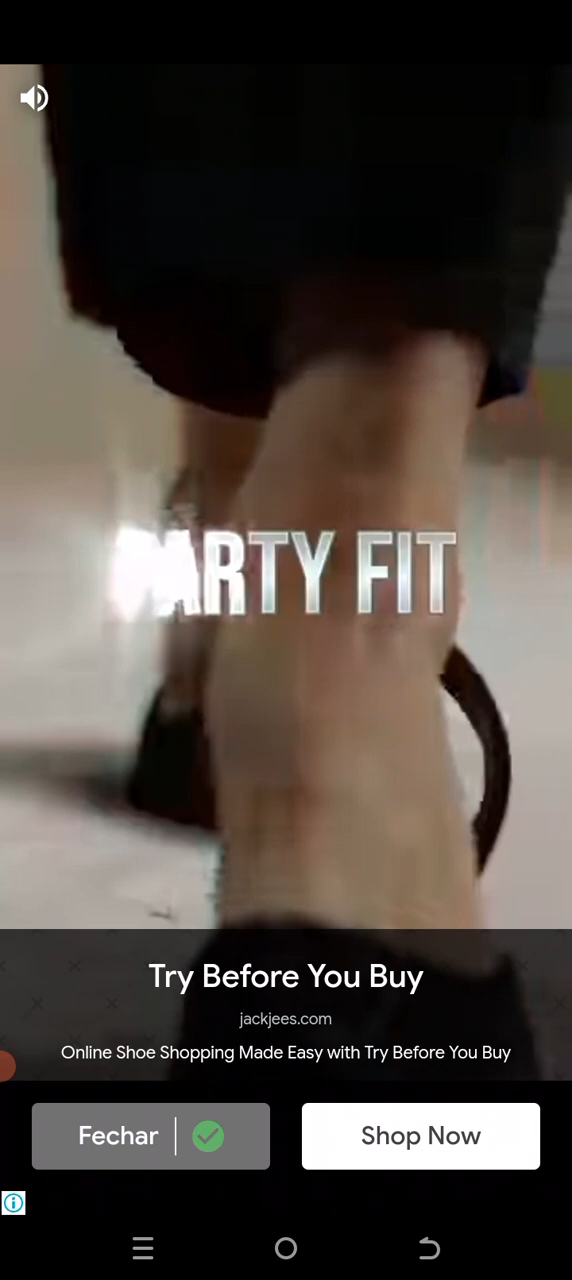 PARTY FIT
Try Before You Buy
jackjees.com
Online Shoe Shopping Made Easy with Try Before You Buy
Fechar
Shop Now